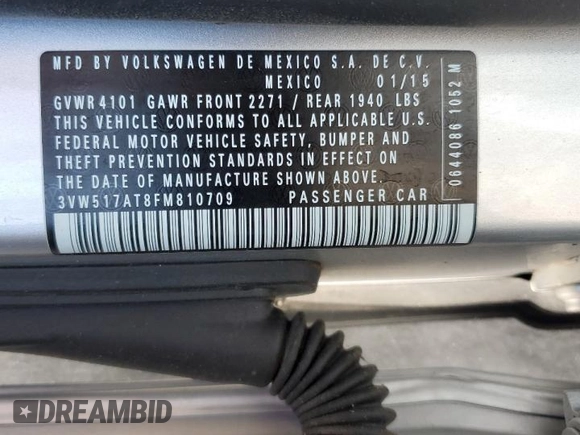 MFD BY VOLKSWAGEN DE MEXICO S.A. DE C.V.
MEXICO 01/15
GVWR 4101 GAWR FRONT 2271 / REAR 1940 LBS
THIS VEHICLE CONFORMS TO ALL APPLICABLE U.S.
FEDERAL MOTOR VEHICLE SAFETY, BUMPER AND
THEFT PREVENTION STANDARDS IN EFFECT ON
THE DATE OF MANUFACTURE SHOWN ABOVE.
3VW517AT8FM810709 PASSENGER CAR
0644086 1052 M
DREAMBID